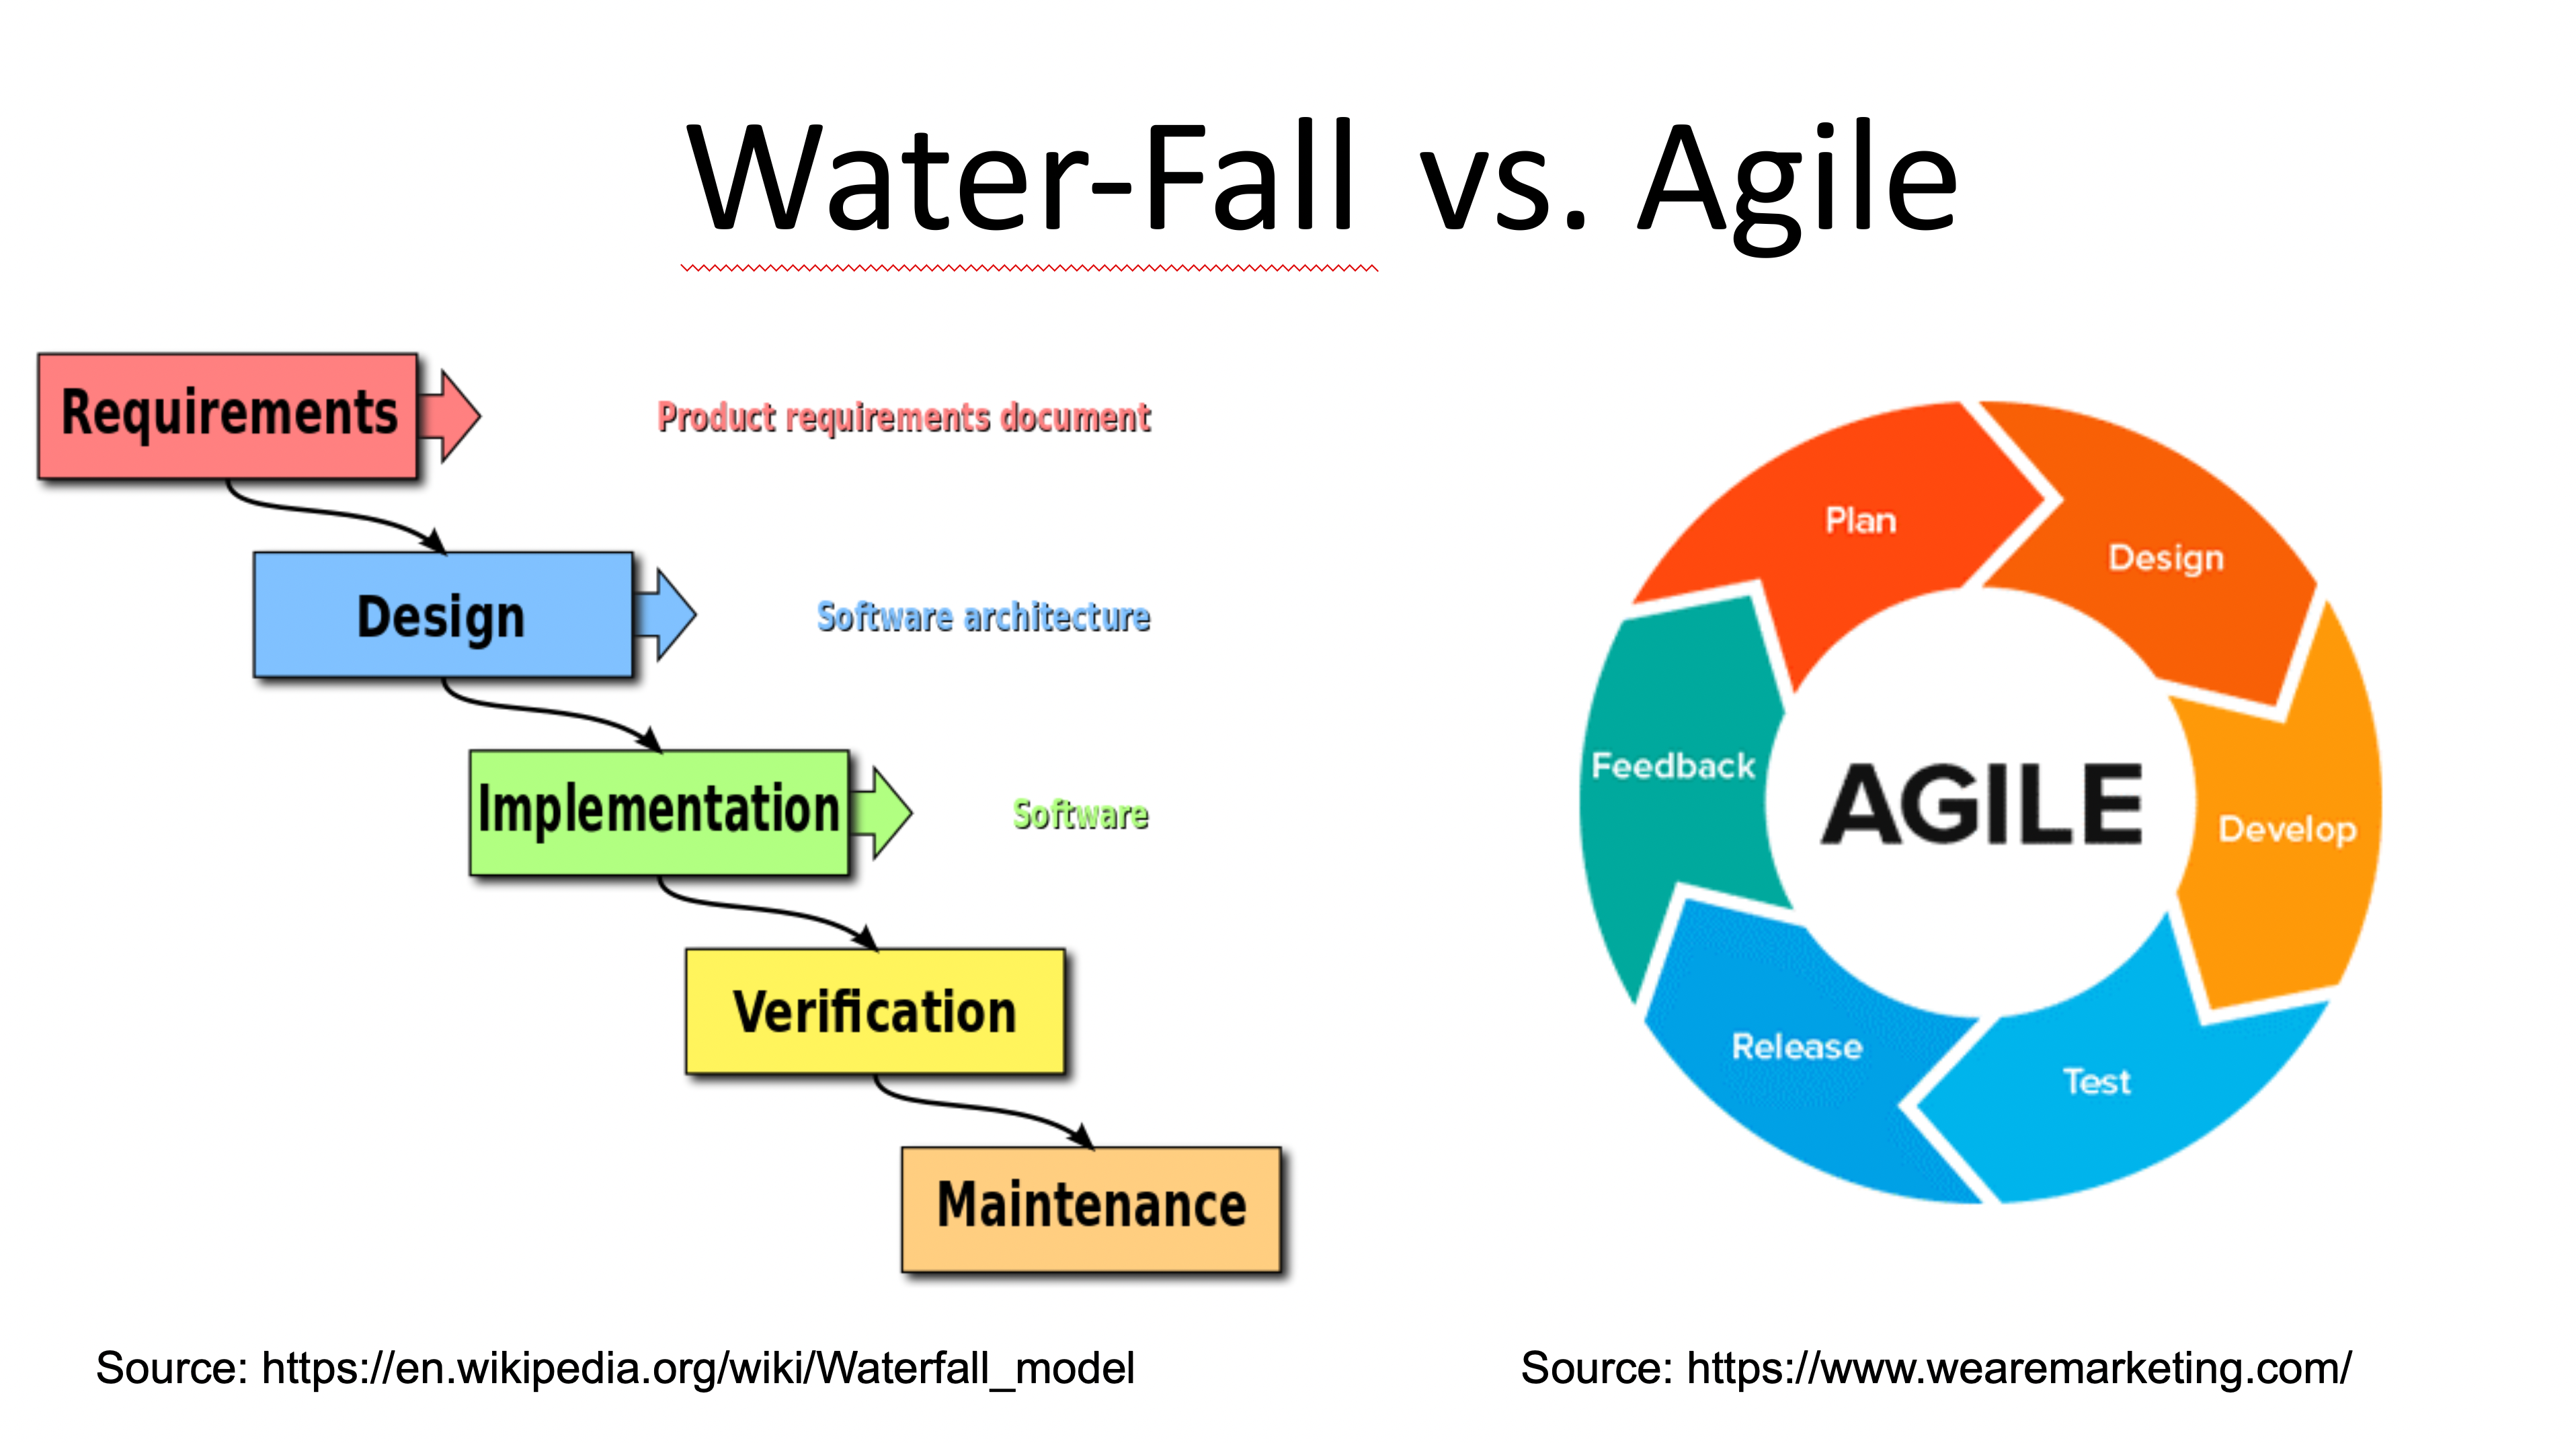 Water-Fall vs. Agile
Requirements
Product requirements document
Design
Software architecture
Implementation
Software
Verification
Maintenance
Plan
Design
Develop
Test
Release
Feedback
AGILE
Source: https://en.wikipedia.org/wiki/Waterfall_model
Source: https://www.wearemarketing.com/